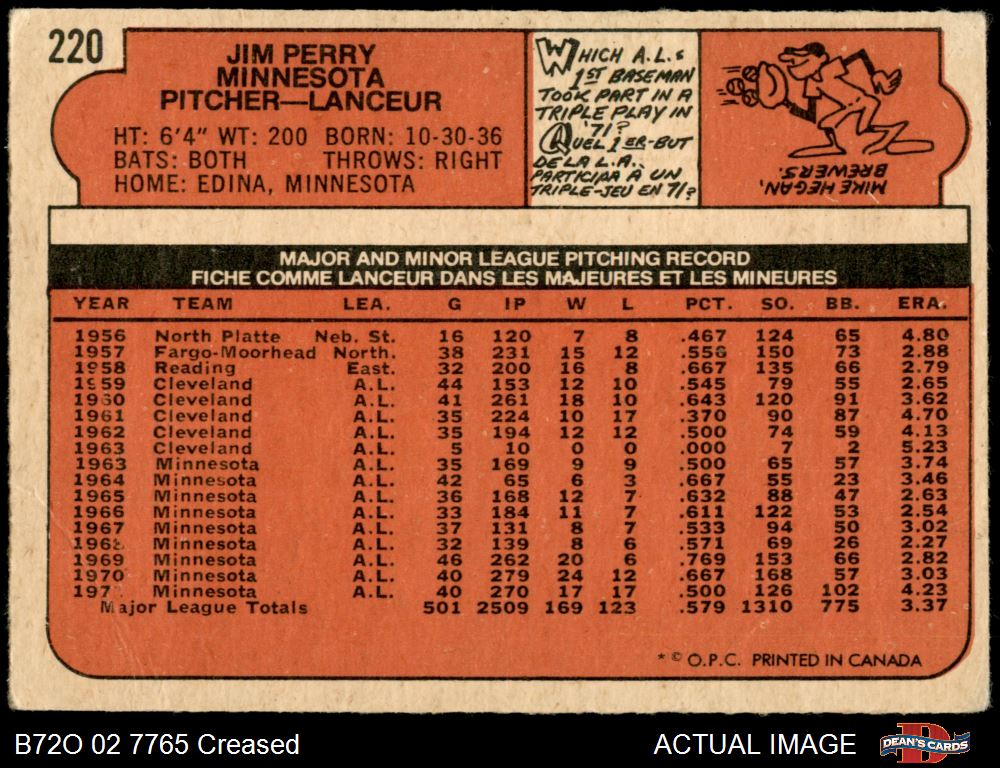 220
JIM PERRY
MINNESOTA
PITCHER—LANCEUR
HT: 6'4" WT: 200 BORN: 10-30-36
BATS: BOTH THROWS: RIGHT
HOME: EDINA, MINNESOTA
WHICH A.L.
1ST BASEMAN
TOOK PART IN A
TRIPLE PLAY IN
'71?
QUEL 1ER-BUT
DE LA L.A.
PARTICIPA À UN
TRIPLE-JEU EN 71?
MIKE HEGAN,
BREWERS.
MAJOR AND MINOR LEAGUE PITCHING RECORD
FICHE COMME LANCEUR DANS LES MAJEURES ET LES MINEURES
YEAR TEAM LEA. G IP W L PCT. SO. BB. ERA.
1956 North Platte Neb. St. 16 120 7 8 .467 124 65 4.80
1957 Fargo-Moorhead North. 38 231 15 12 .556 150 73 2.88
1958 Reading East. 32 200 16 8 .667 135 66 2.79
1959 Cleveland A.L. 44 153 12 10 .545 79 55 2.65
1960 Cleveland A.L. 41 261 18 10 .643 120 91 3.62
1961 Cleveland A.L. 35 224 10 17 .370 90 87 4.70
1962 Cleveland A.L. 35 194 12 12 .500 74 59 4.13
1963 Cleveland A.L. 5 10 0 0 .000 7 2 5.23
1963 Minnesota A.L. 35 169 9 9 .500 65 57 3.74
1964 Minnesota A.L. 42 65 6 3 .667 55 23 3.46
1965 Minnesota A.L. 36 168 12 7 .632 88 47 2.63
1966 Minnesota A.L. 33 184 11 7 .611 122 53 2.54
1967 Minnesota A.L. 37 131 8 7 .533 94 50 3.02
1968 Minnesota A.L. 32 139 8 6 .571 69 26 2.27
1969 Minnesota A.L. 46 262 20 6 .769 153 66 2.82
1970 Minnesota A.L. 40 279 24 12 .667 168 57 3.03
197 Minnesota A.L. 40 270 17 17 .500 126 102 4.23
Major League Totals 501 2509 169 123 .579 1310 775 3.37
* © O.P.C. PRINTED IN CANADA
B72O 02 7765 Creased
ACTUAL IMAGE
DEAN'S CARDS